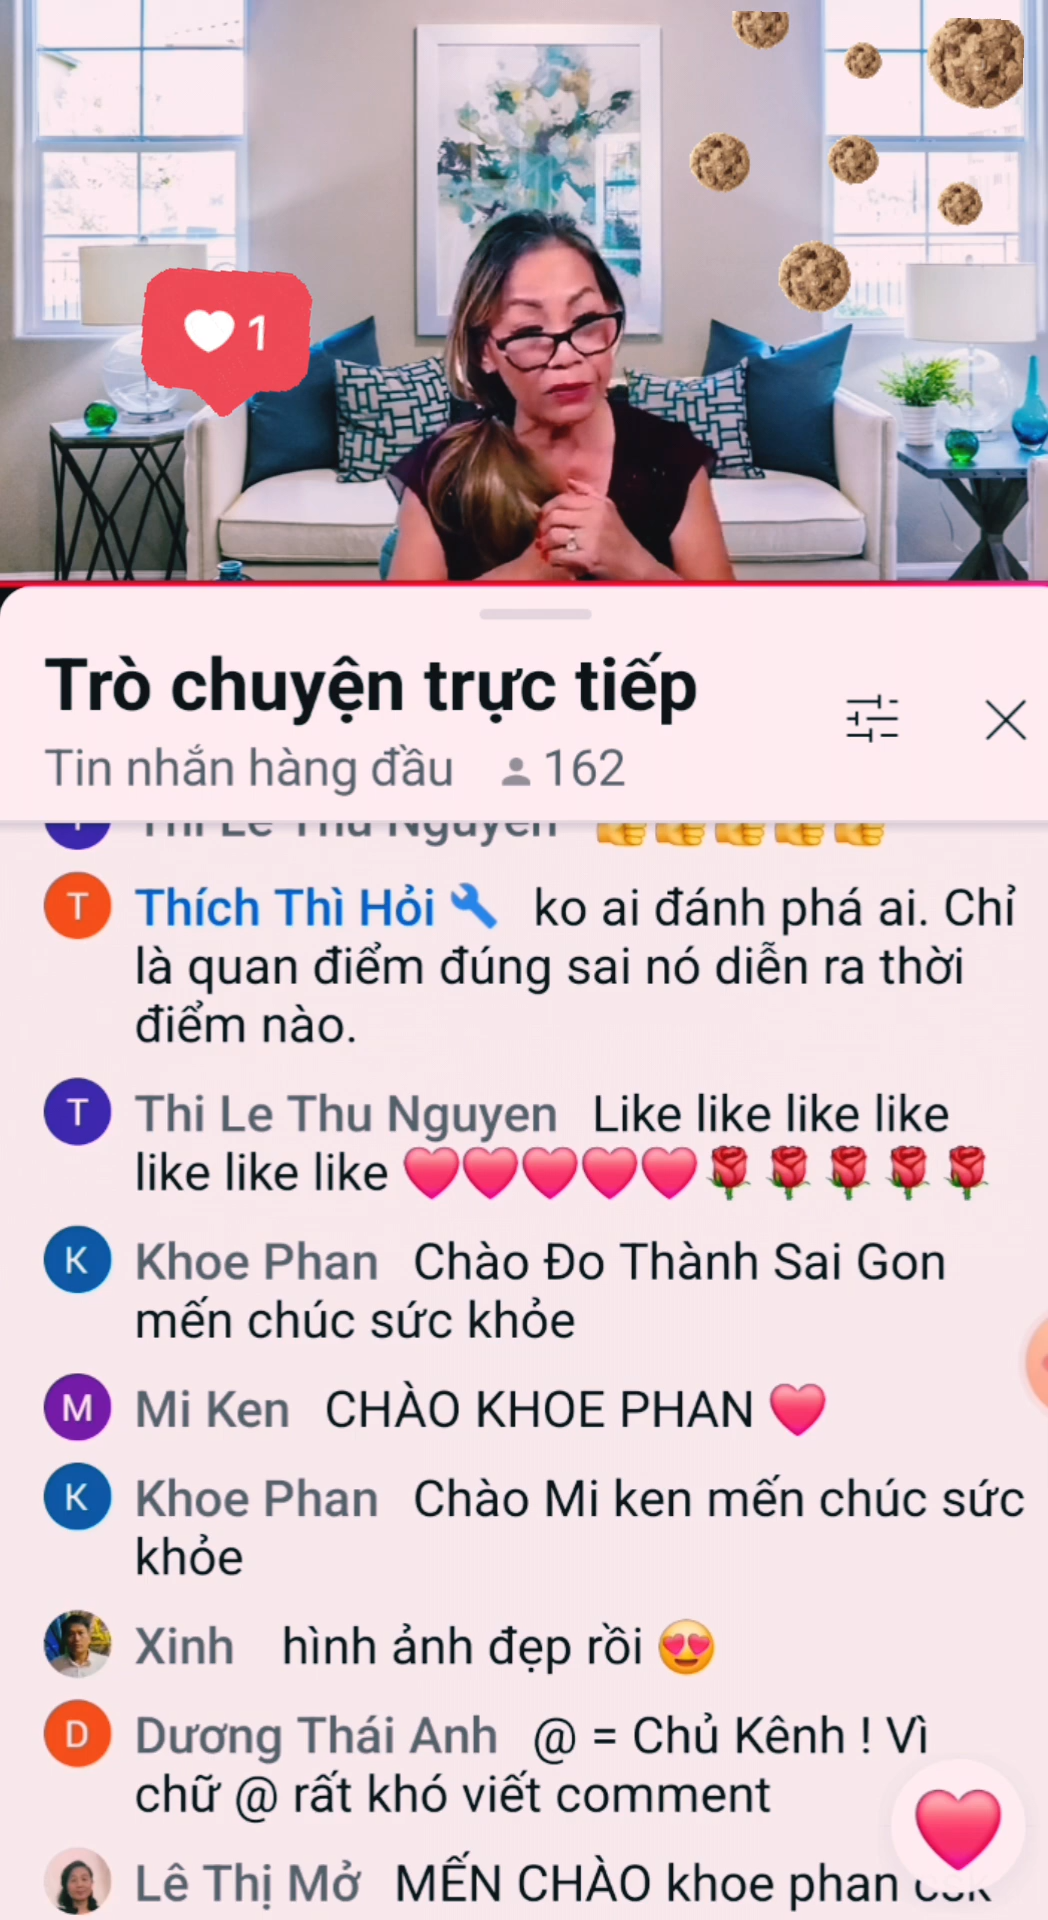 1
Trò chuyện trực tiếp
Tin nhắn hàng đầu 162
Thi Le Thu Nguyen
T Thích Thì Hỏi ko ai đánh phá ai. Chỉ
là quan điểm đúng sai nó diễn ra thời
điểm nào.
T Thi Le Thu Nguyen Like like like like
like like like
K Khoe Phan Chào Đo Thành Sai Gon
mến chúc sức khỏe
M Mi Ken CHÀO KHOE PHAN
K Khoe Phan Chào Mi ken mến chúc sức
khỏe
Xinh hình ảnh đẹp rồi
D Dương Thái Anh @ = Chủ Kênh ! Vì
chữ @ rất khó viết comment
Lê Thị Mở MẾN CHÀO khoe phan